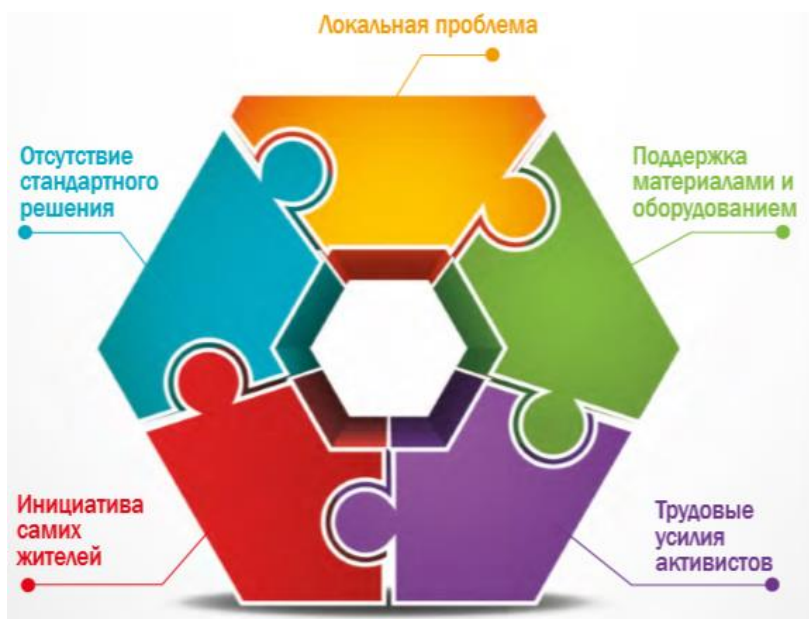 Локальная проблема
Отсутствие
стандартного
решения
Поддержка
материалами и
оборудованием
Инициатива
самих
жителей
Трудовые
усилия
активистов